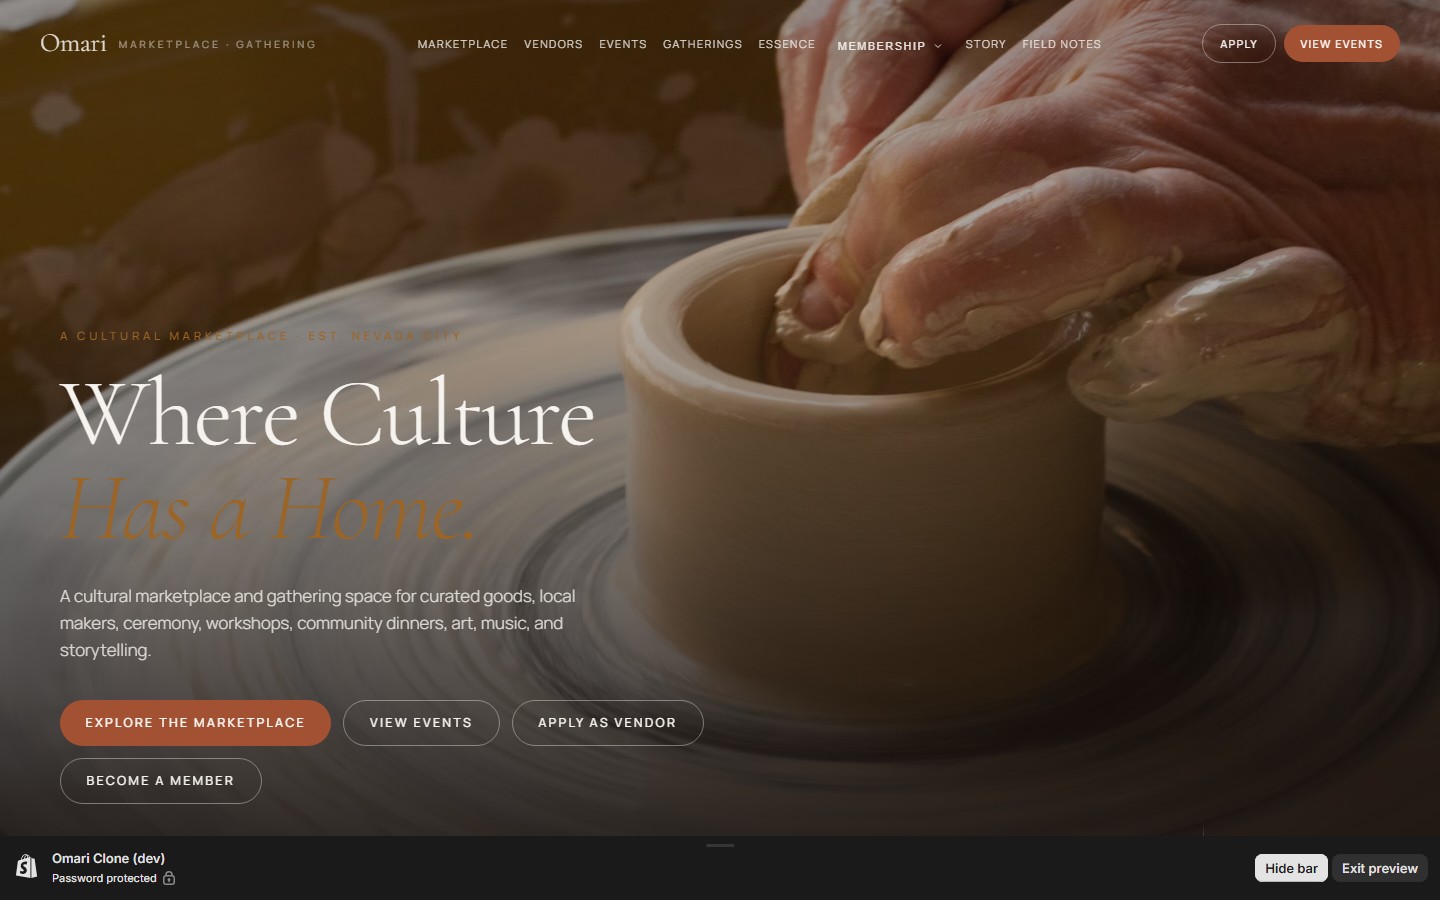 Omari MARKETPLACE · GATHERING
MARKETPLACE VENDORS EVENTS GATHERINGS ESSENCE MEMBERSHIP STORY FIELD NOTES
APPLY VIEW EVENTS
A CULTURAL MARKETPLACE · EST. NEVADA CITY
Where Culture
Has a Home.
A cultural marketplace and gathering space for curated goods, local
makers, ceremony, workshops, community dinners, art, music, and
storytelling.
EXPLORE THE MARKETPLACE VIEW EVENTS APPLY AS VENDOR
BECOME A MEMBER
Omari Clone (dev)
Password protected
Hide bar Exit preview